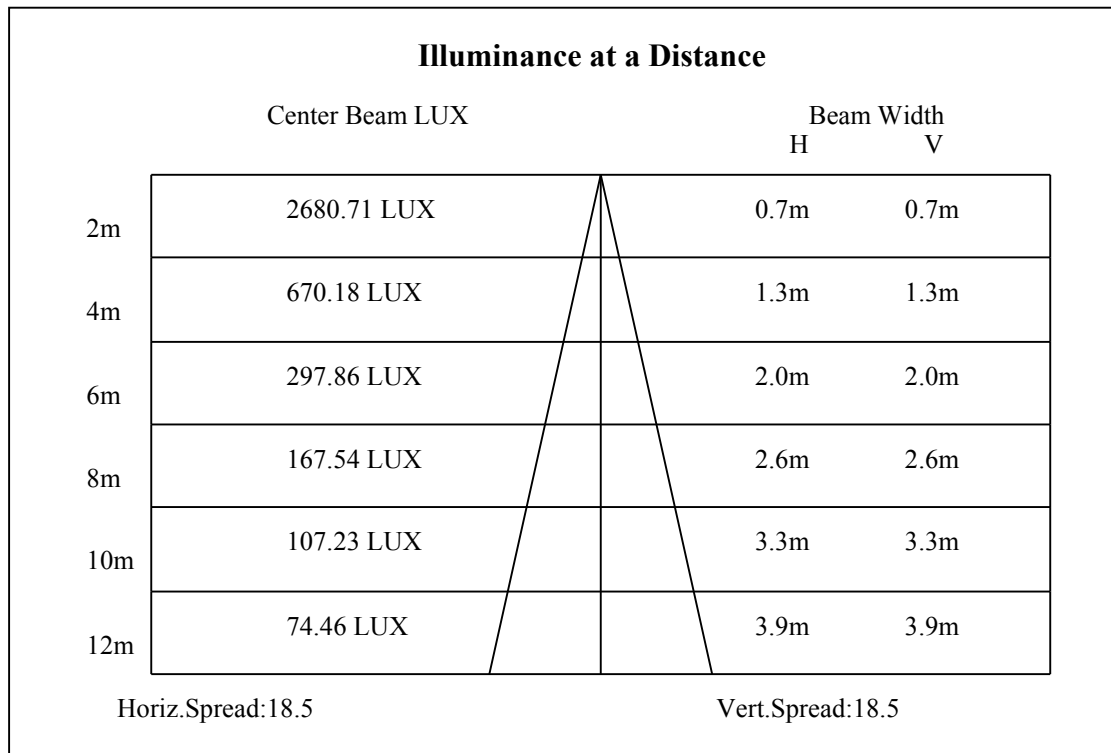 Illuminance at a Distance
Center Beam LUX Beam Width
H V
2m 2680.71 LUX 0.7m 0.7m
4m 670.18 LUX 1.3m 1.3m
6m 297.86 LUX 2.0m 2.0m
8m 167.54 LUX 2.6m 2.6m
10m 107.23 LUX 3.3m 3.3m
12m 74.46 LUX 3.9m 3.9m
Horiz.Spread:18.5 Vert.Spread:18.5